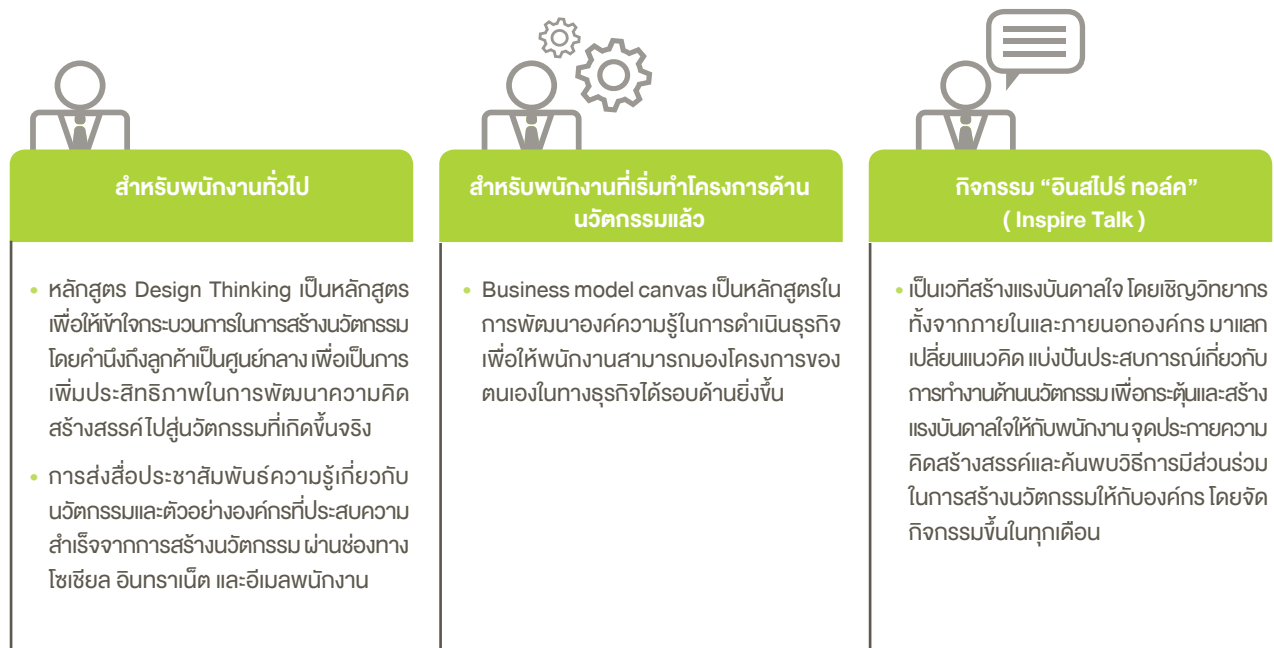 สำหรับพนักงานทั่วไป
• หลักสูตร Design Thinking เป็นหลักสูตร
เพื่อให้เข้าใจกระบวนการในการสร้างนวัตกรรม
โดยคำนึงถึงลูกค้าเป็นศูนย์กลาง เพื่อเป็นการ
เพิ่มประสิทธิภาพในการพัฒนาความคิด
สร้างสรรค์ไปสู่นวัตกรรมที่เกิดขึ้นจริง
• การส่งสื่อประชาสัมพันธ์ความรู้เกี่ยวกับ
นวัตกรรมและตัวอย่างองค์กรที่ประสบความ
สำเร็จจากการสร้างนวัตกรรม ผ่านช่องทาง
โซเชียล อินทราเน็ต และอีเมลพนักงาน
สำหรับพนักงานที่เริ่มทำโครงการด้าน
นวัตกรรมแล้ว
• Business model canvas เป็นหลักสูตรใน
การพัฒนาองค์ความรู้ในการดำเนินธุรกิจ
เพื่อให้พนักงานสามารถมองโครงการของ
ตนเองในทางธุรกิจได้รอบด้านยิ่งขึ้น
กิจกรรม “อินสไปร์ ทอล์ค”
( Inspire Talk )
• เป็นเวทีสร้างแรงบันดาลใจ โดยเชิญวิทยากร
ทั้งจากภายในและภายนอกองค์กร มาแลก
เปลี่ยนแนวคิด แบ่งปันประสบการณ์เกี่ยวกับ
การทำงานด้านนวัตกรรม เพื่อกระตุ้นและสร้าง
แรงบันดาลใจให้กับพนักงาน จุดประกายความ
คิดสร้างสรรค์และค้นพบวิธีการมีส่วนร่วม
ในการสร้างนวัตกรรมให้กับองค์กร โดยจัด
กิจกรรมขึ้นในทุกเดือน